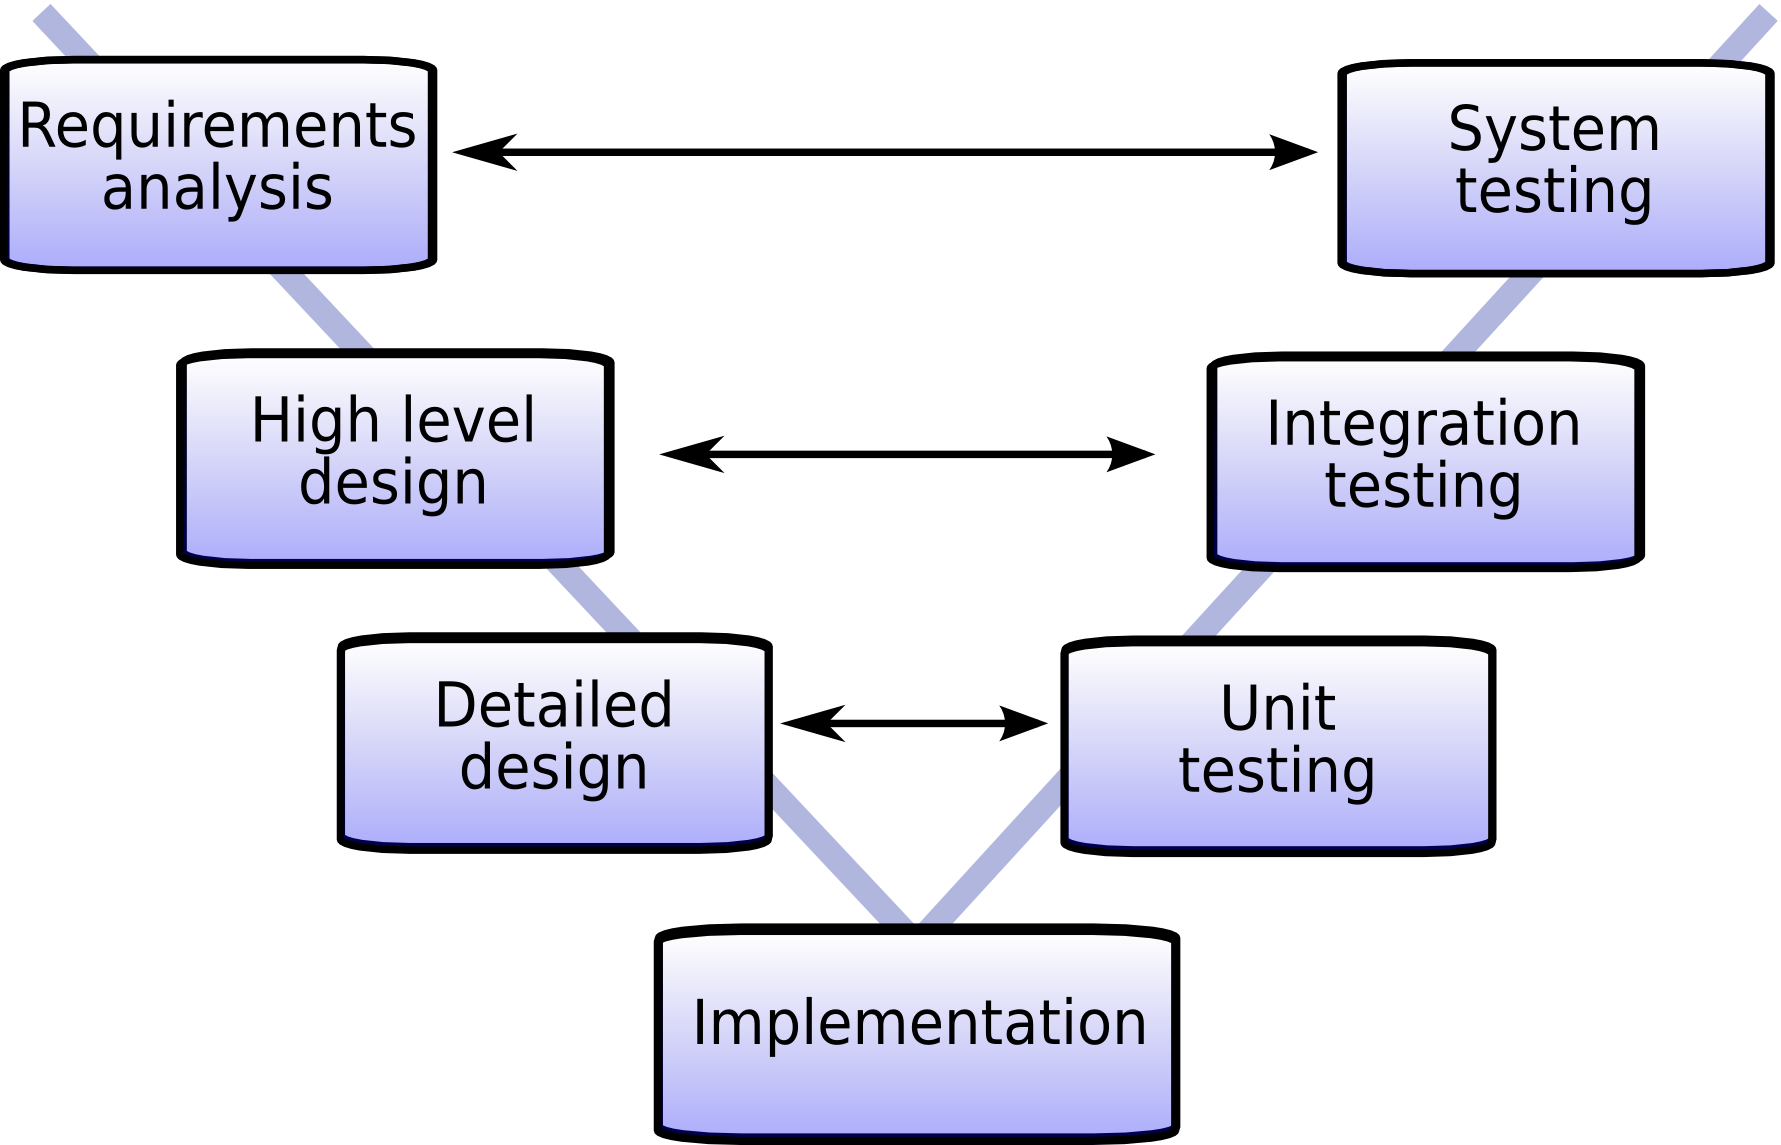 Requirements
analysis
System
testing
High level
design
Integration
testing
Detailed
design
Unit
testing
Implementation